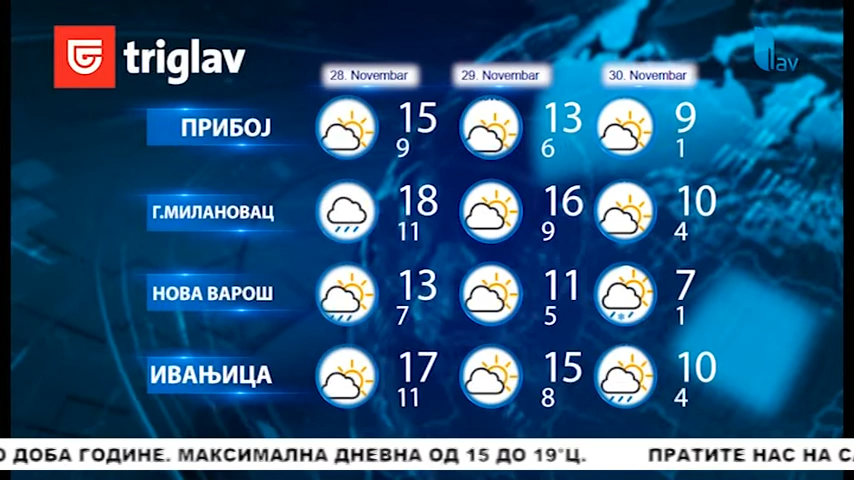 triglav
lav
28. Novembar 29. Novembar 30. Novembar
ПРИБОЈ 15 9 13 6 9 1
Г.МИЛАНОВАЦ 18 11 16 9 10 4
НОВА ВАРОШ 13 7 11 5 7 1
ИВАЊИЦА 17 11 15 8 10 4
О ДОБА ГОДИНЕ. МАКСИМАЛНА ДНЕВНА ОД 15 ДО 19°Ц. ПРАТИТЕ НАС НА